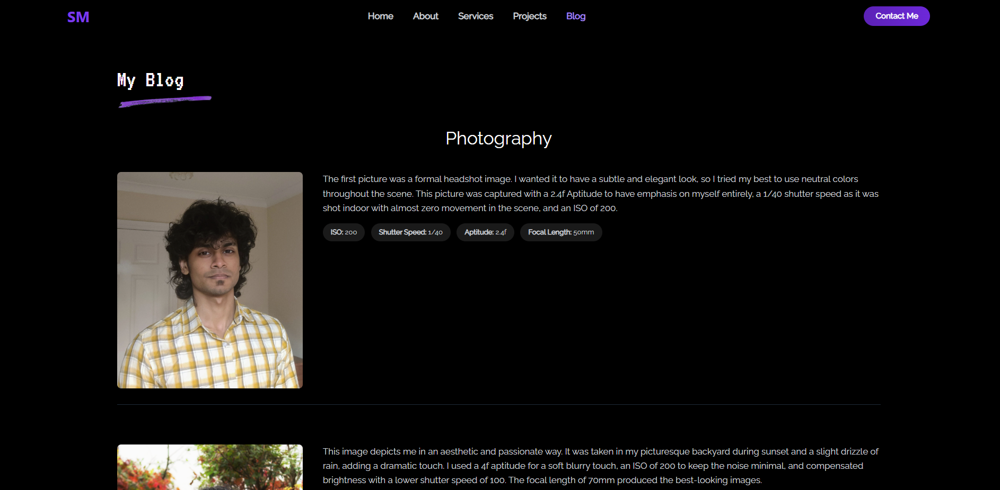 SM
Home About Services Projects Blog
Contact Me
My Blog
Photography
The first picture was a formal headshot image. I wanted it to have a subtle and elegant look, so I tried my best to use neutral colors
throughout the scene. This picture was captured with a 2.4f Aptitude to have emphasis on myself entirely, a 1/40 shutter speed as it was
shot indoor with almost zero movement in the scene, and an ISO of 200.
ISO: 200 Shutter Speed: 1/40 Aptitude: 2.4f Focal Length: 50mm
This image depicts me in an aesthetic and passionate way. It was taken in my picturesque backyard during sunset and a slight drizzle of
rain, adding a dramatic touch. I used a 4f aptitude for a soft blurry touch, an ISO of 200 to keep the noise minimal, and compensated
brightness with a lower shutter speed of 100. The focal length of 70mm produced the best-looking images.